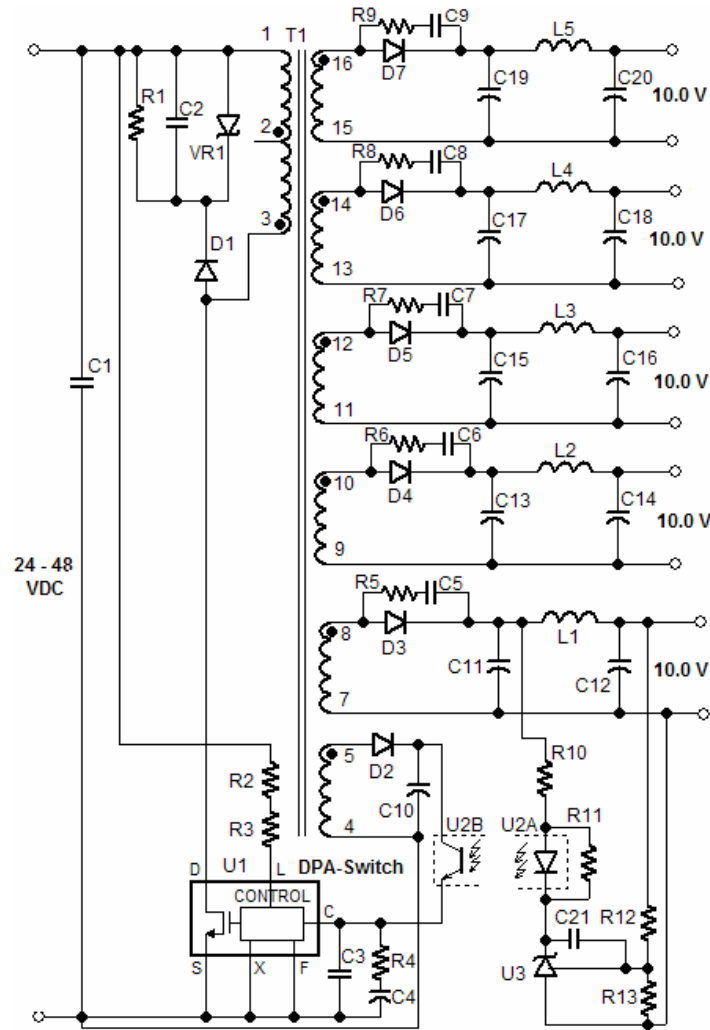 R9 C9
1 T1
16
D7
L5
C19
C20
10.0 V
15
R1
C2
VR1
2
R8 C8
14
D6
L4
C17
C18
10.0 V
13
3
D1
R7 C7
12
D5
L3
C15
C16
10.0 V
11
C1
R6 C6
10
D4
L2
C13
C14
10.0 V
9
24 - 48
VDC
R5 C5
8
D3
L1
C11
C12
10.0 V
7
5
D2
C10
4
R2
R3
R10
U2B
U2A
R11
D U1 L DPA-Switch
CONTROL
C
S X F
C3
R4
C4
C21
R12
U3
R13